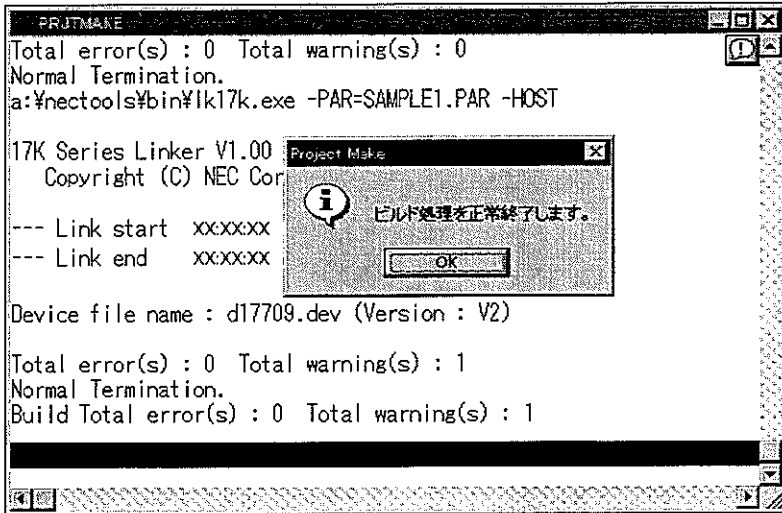 PRJTMAKE
Total error(s) : 0 Total warning(s) : 0
Normal Termination.
a:¥nectools¥bin¥lk17k.exe -PAR=SAMPLE1.PAR -HOST
17K Series Linker V1.00
Copyright (C) NEC Cor
--- Link start XX:XX:XX
--- Link end XX:XX:XX
Project Make
ビルド処理を正常終了します。
OK
Device file name : d17709.dev (Version : V2)
Total error(s) : 0 Total warning(s) : 1
Normal Termination.
Build Total error(s) : 0 Total warning(s) : 1